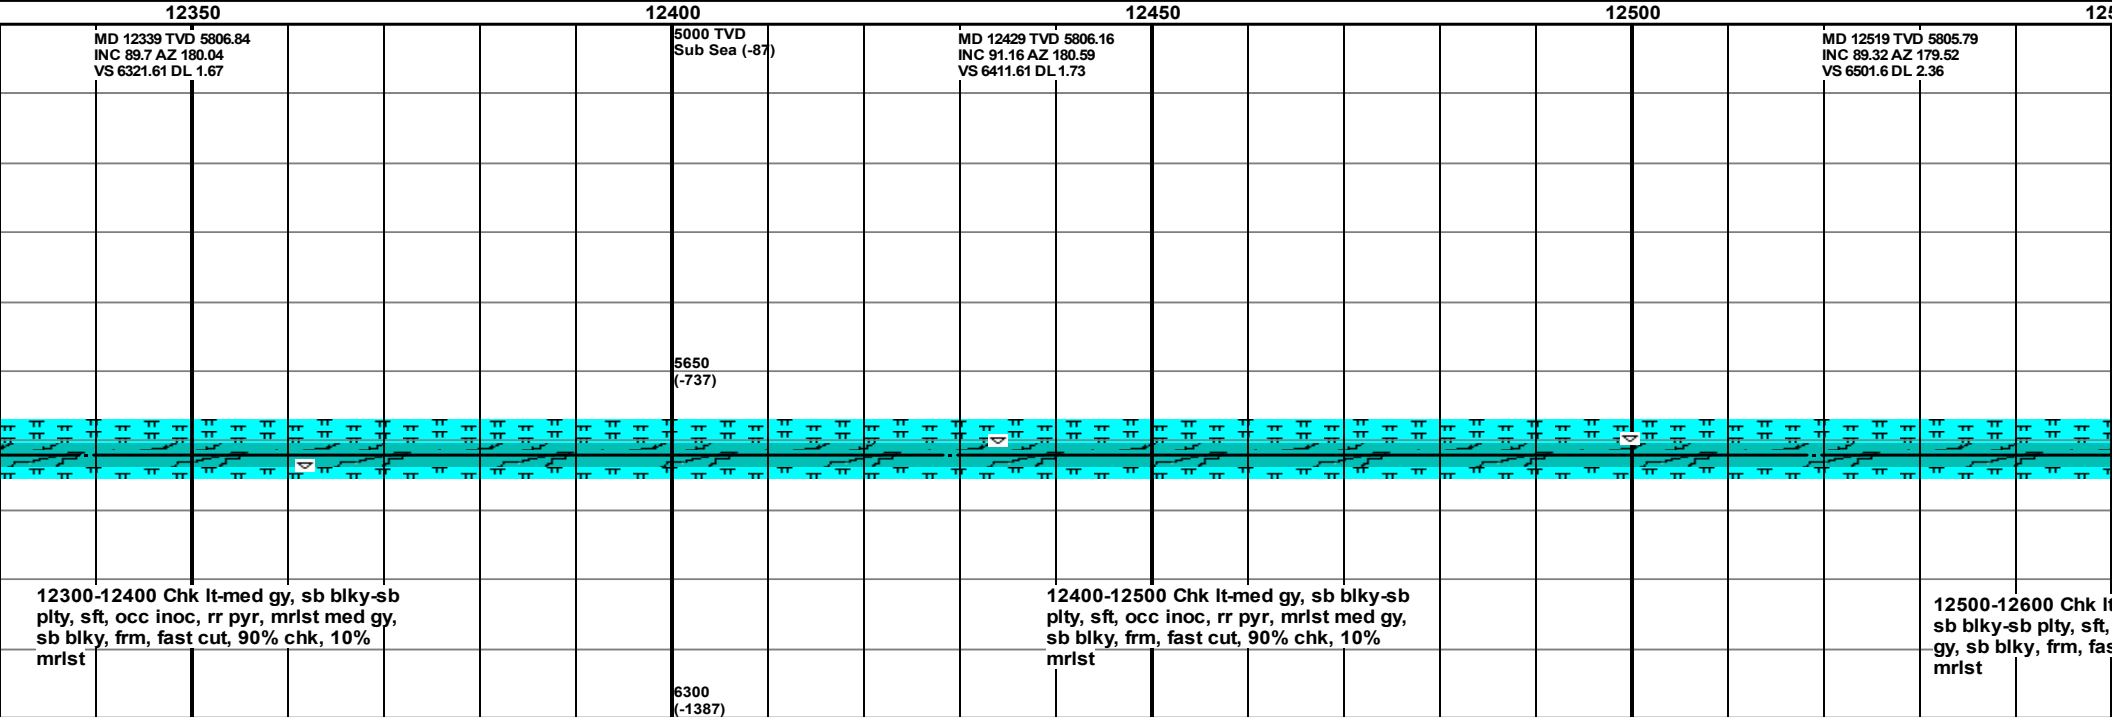 12350
12400
12450
12500
125
MD 12339 TVD 5806.84
INC 89.7 AZ 180.04
VS 6321.61 DL 1.67
5000 TVD
Sub Sea (-87)
MD 12429 TVD 5806.16
INC 91.16 AZ 180.59
VS 6411.61 DL 1.73
MD 12519 TVD 5805.79
INC 89.32 AZ 179.52
VS 6501.6 DL 2.36
5650
(-737)
12300-12400 Chk lt-med gy, sb blky-sb
plty, sft, occ inoc, rr pyr, mrlst med gy,
sb blky, frm, fast cut, 90% chk, 10%
mrlst
12400-12500 Chk lt-med gy, sb blky-sb
plty, sft, occ inoc, rr pyr, mrlst med gy,
sb blky, frm, fast cut, 90% chk, 10%
mrlst
12500-12600 Chk lt
sb blky-sb plty, sft,
gy, sb blky, frm, fas
mrlst
6300
(-1387)